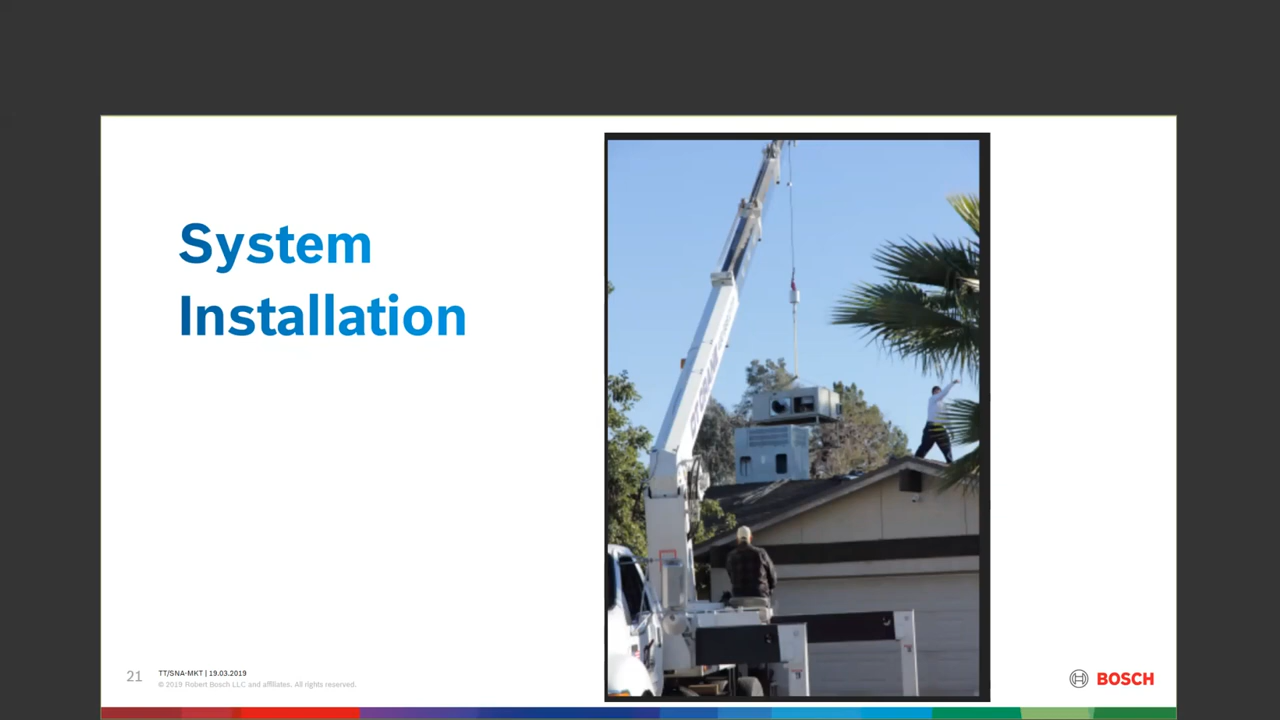 System
Installation
21
TT/SNA-MKT | 19.03.2019
© 2019 Robert Bosch LLC and affiliates. All rights reserved.
BOSCH